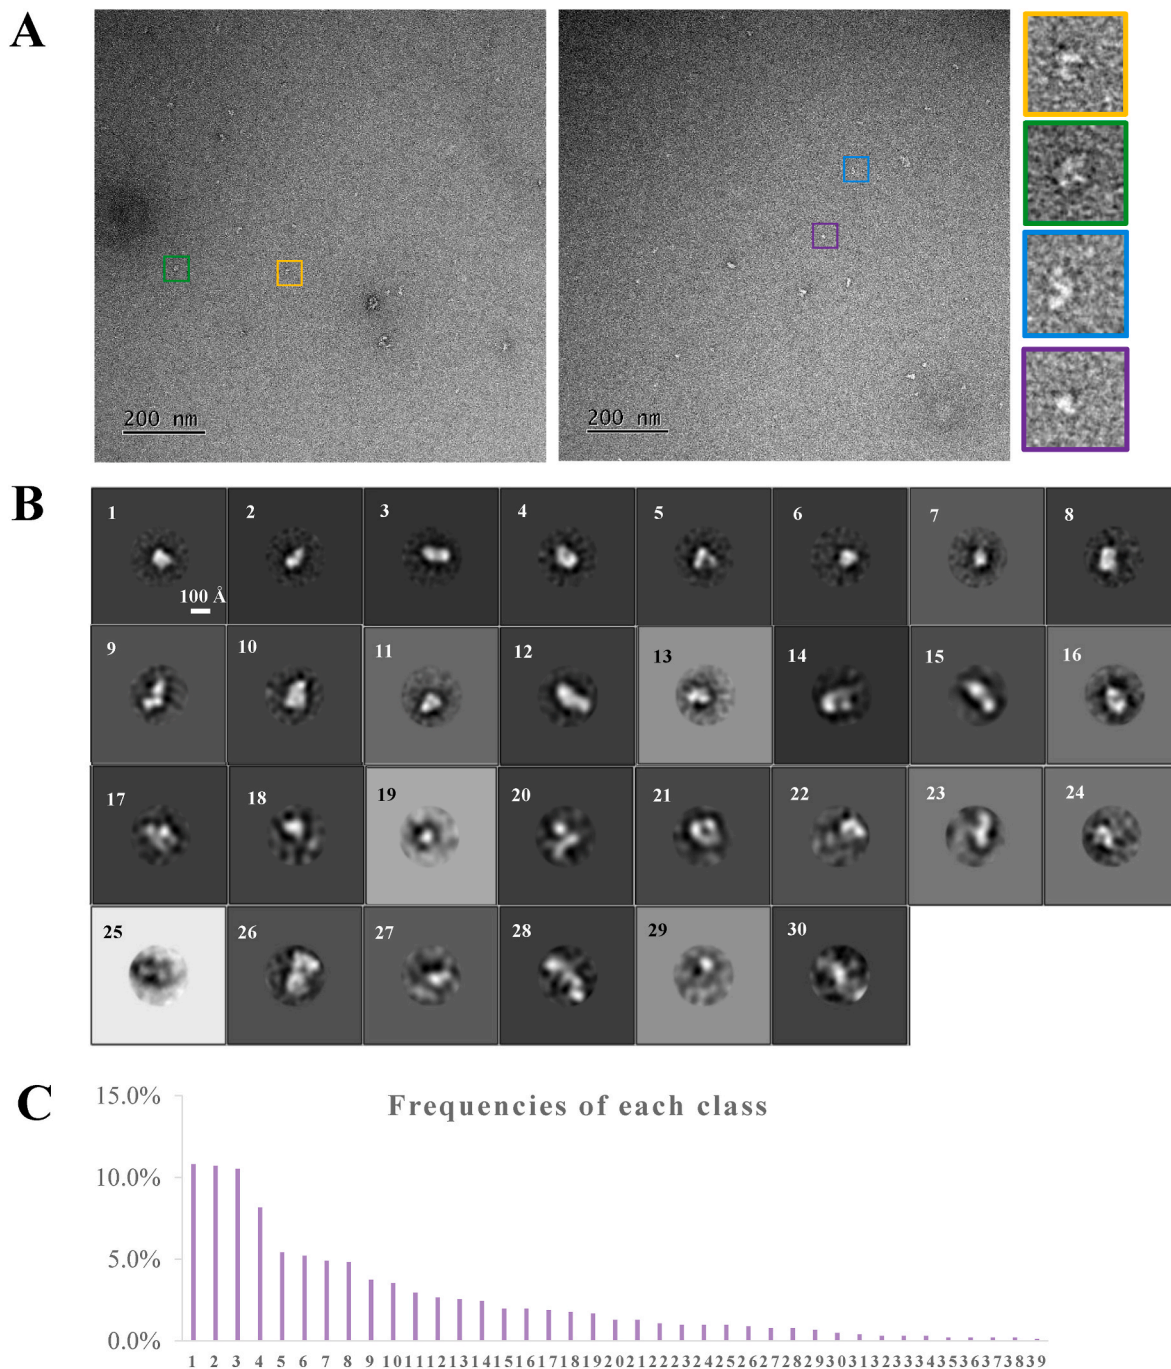 A
200 nm
200 nm
B
1 2 3 4 5 6 7 8
100 Å
9 10 11 12 13 14 15 16
17 18 19 20 21 22 23 24
25 26 27 28 29 30
C
Frequencies of each class
15.0%
10.0%
5.0%
0.0%
1 2 3 4 5 6 7 8 9 10 11 12 13 14 15 16 17 18 19 20 21 22 23 24 25 26 27 28 29 30 31 32 33 34 35 36 37 38 39